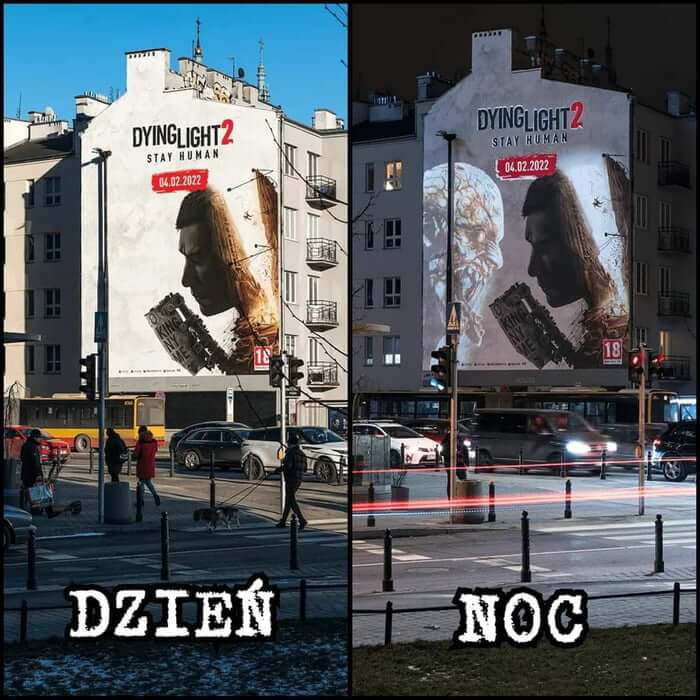 DYINGLIGHT2
STAY HUMAN
04.02.2022
18
DZIEŃ
DYINGLIGHT2
STAY HUMAN
04.02.2022
18
NOC